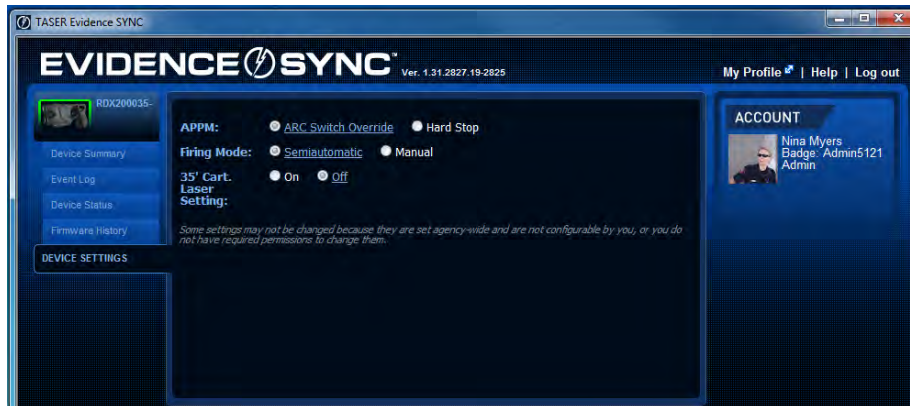 TASER Evidence SYNC
EVIDENCE SYNC™ Ver. 1.31.2827.19-2825
My Profile | Help | Log out
RDX200035-
Device Summary
Event Log
Device Status
Firmware History
DEVICE SETTINGS
APPM: ARC Switch Override Hard Stop
Firing Mode: Semiautomatic Manual
35' Cart. On Off
Laser
Setting:
Some settings may not be changed because they are set agency-wide and are not configurable by you, or you do
not have required permissions to change them.
ACCOUNT
Nina Myers
Badge: Admin5121
Admin